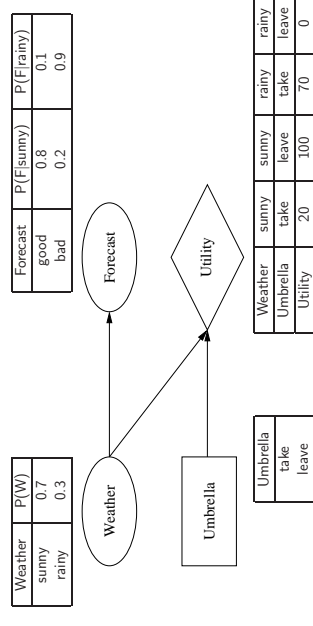 Weather P(W)
sunny 0.7
rainy 0.3
Forecast P(F|sunny) P(F|rainy)
good 0.8 0.1
bad 0.2 0.9
Weather
Forecast
Umbrella
Utility
Umbrella
take
leave
Weather sunny sunny rainy rainy
Umbrella take leave take leave
Utility 20 100 70 0